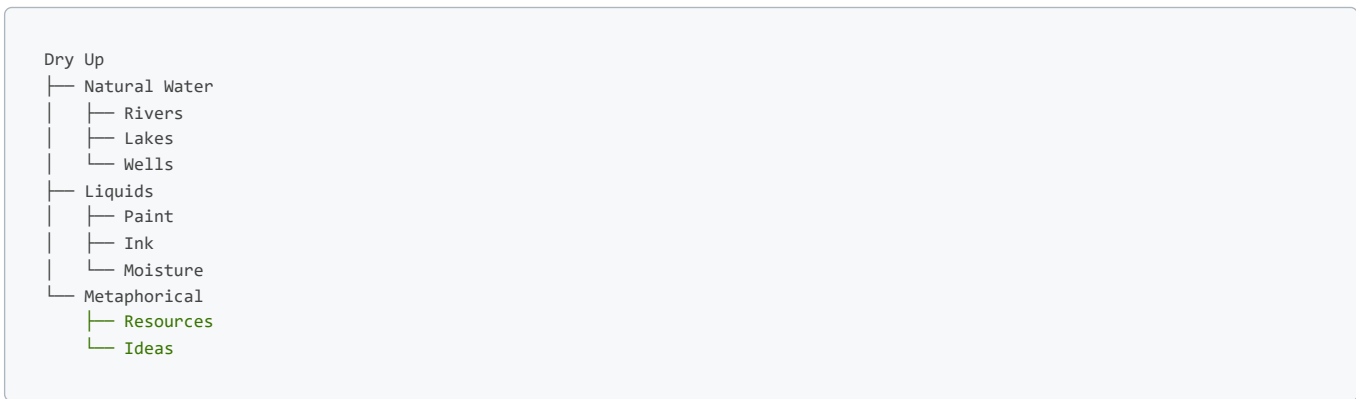 Dry Up
├── Natural Water
│   ├── Rivers
│   ├── Lakes
│   └── Wells
├── Liquids
│   ├── Paint
│   ├── Ink
│   └── Moisture
└── Metaphorical
    ├── Resources
    └── Ideas